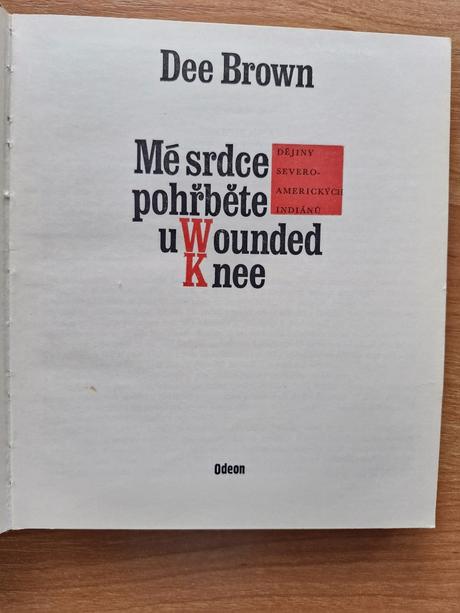 Dee Brown
Mé srdce
pohřběte
u Wounded
Knee
DĚJINY
SEVERO-
AMERICKÝCH
INDIÁNŮ
Odeon